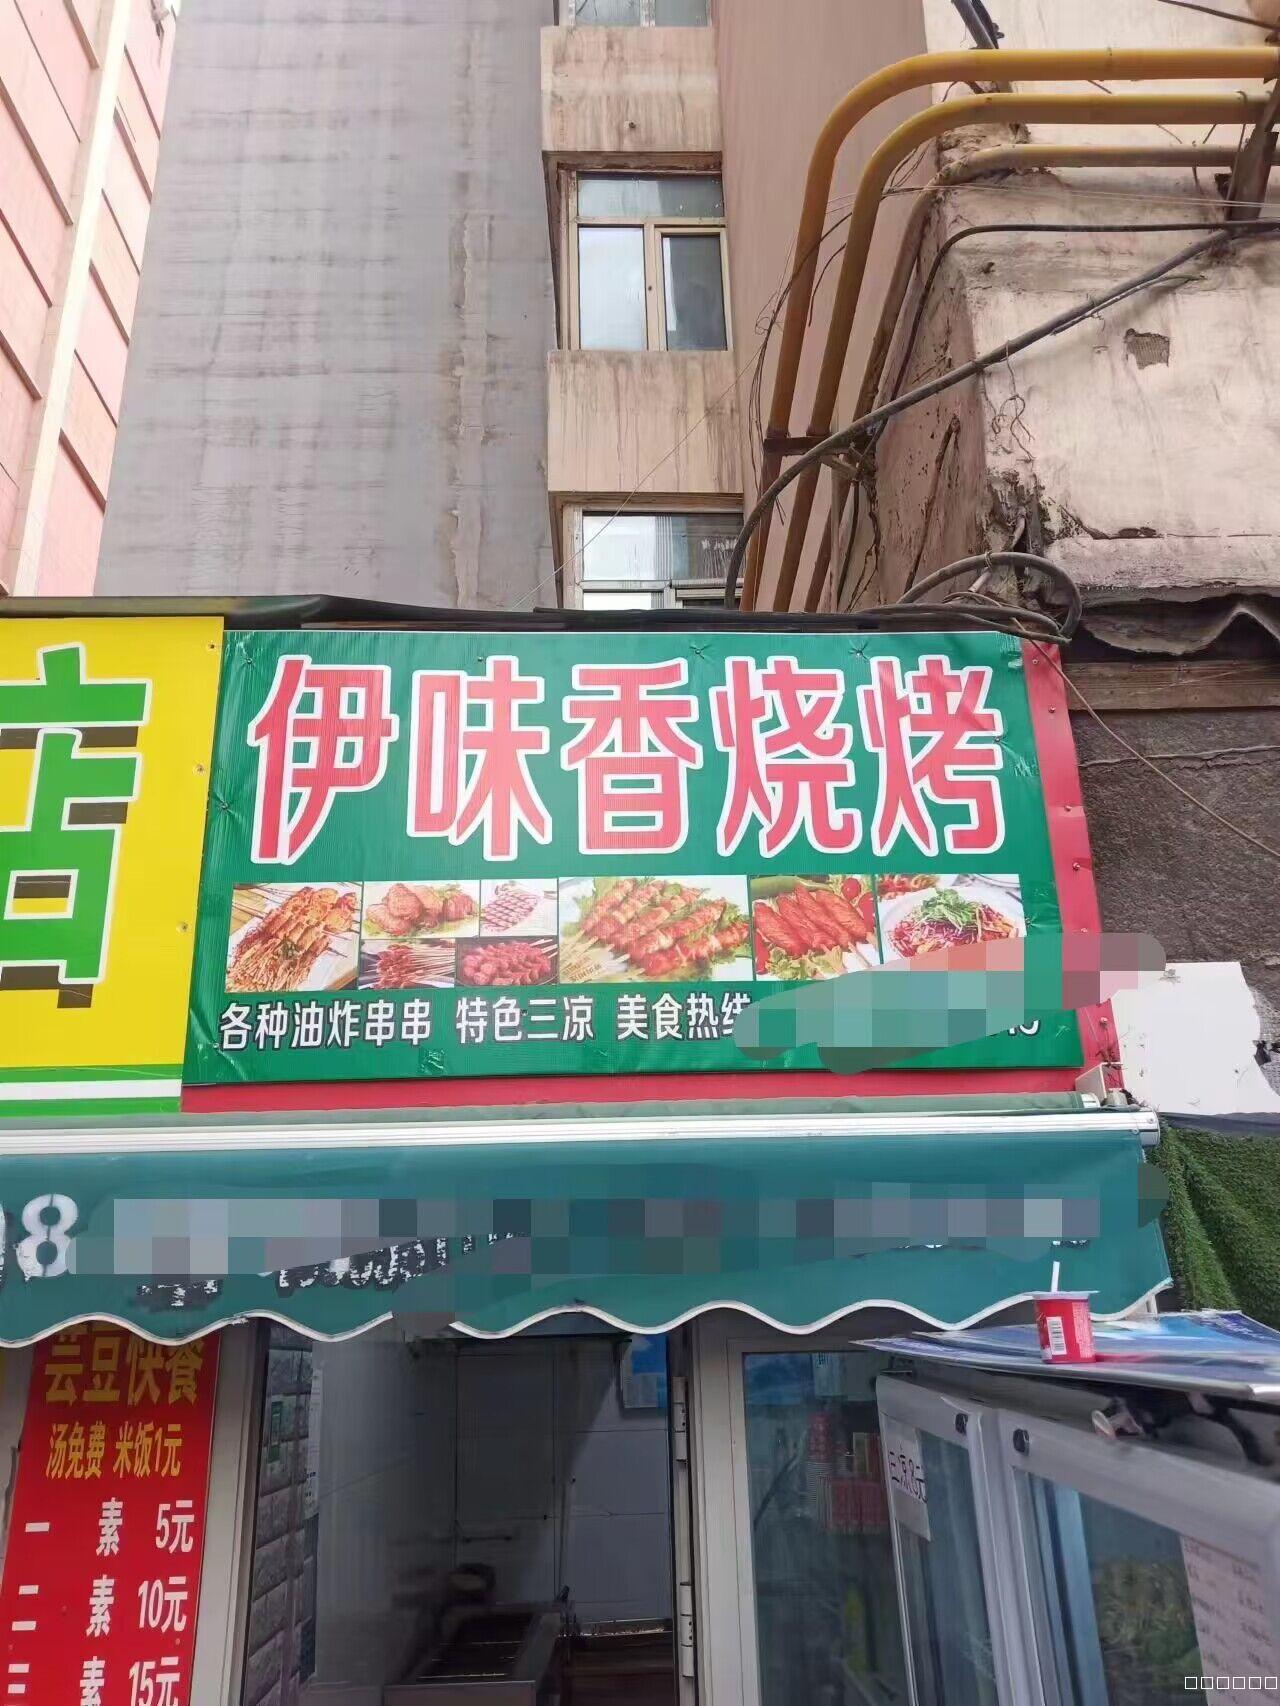 店
伊味香烧烤
各种油炸串串 特色三凉 美食热线
8
芸豆快餐
汤免费 米饭1元
一 素 5元
二 素 10元
三 素 15元